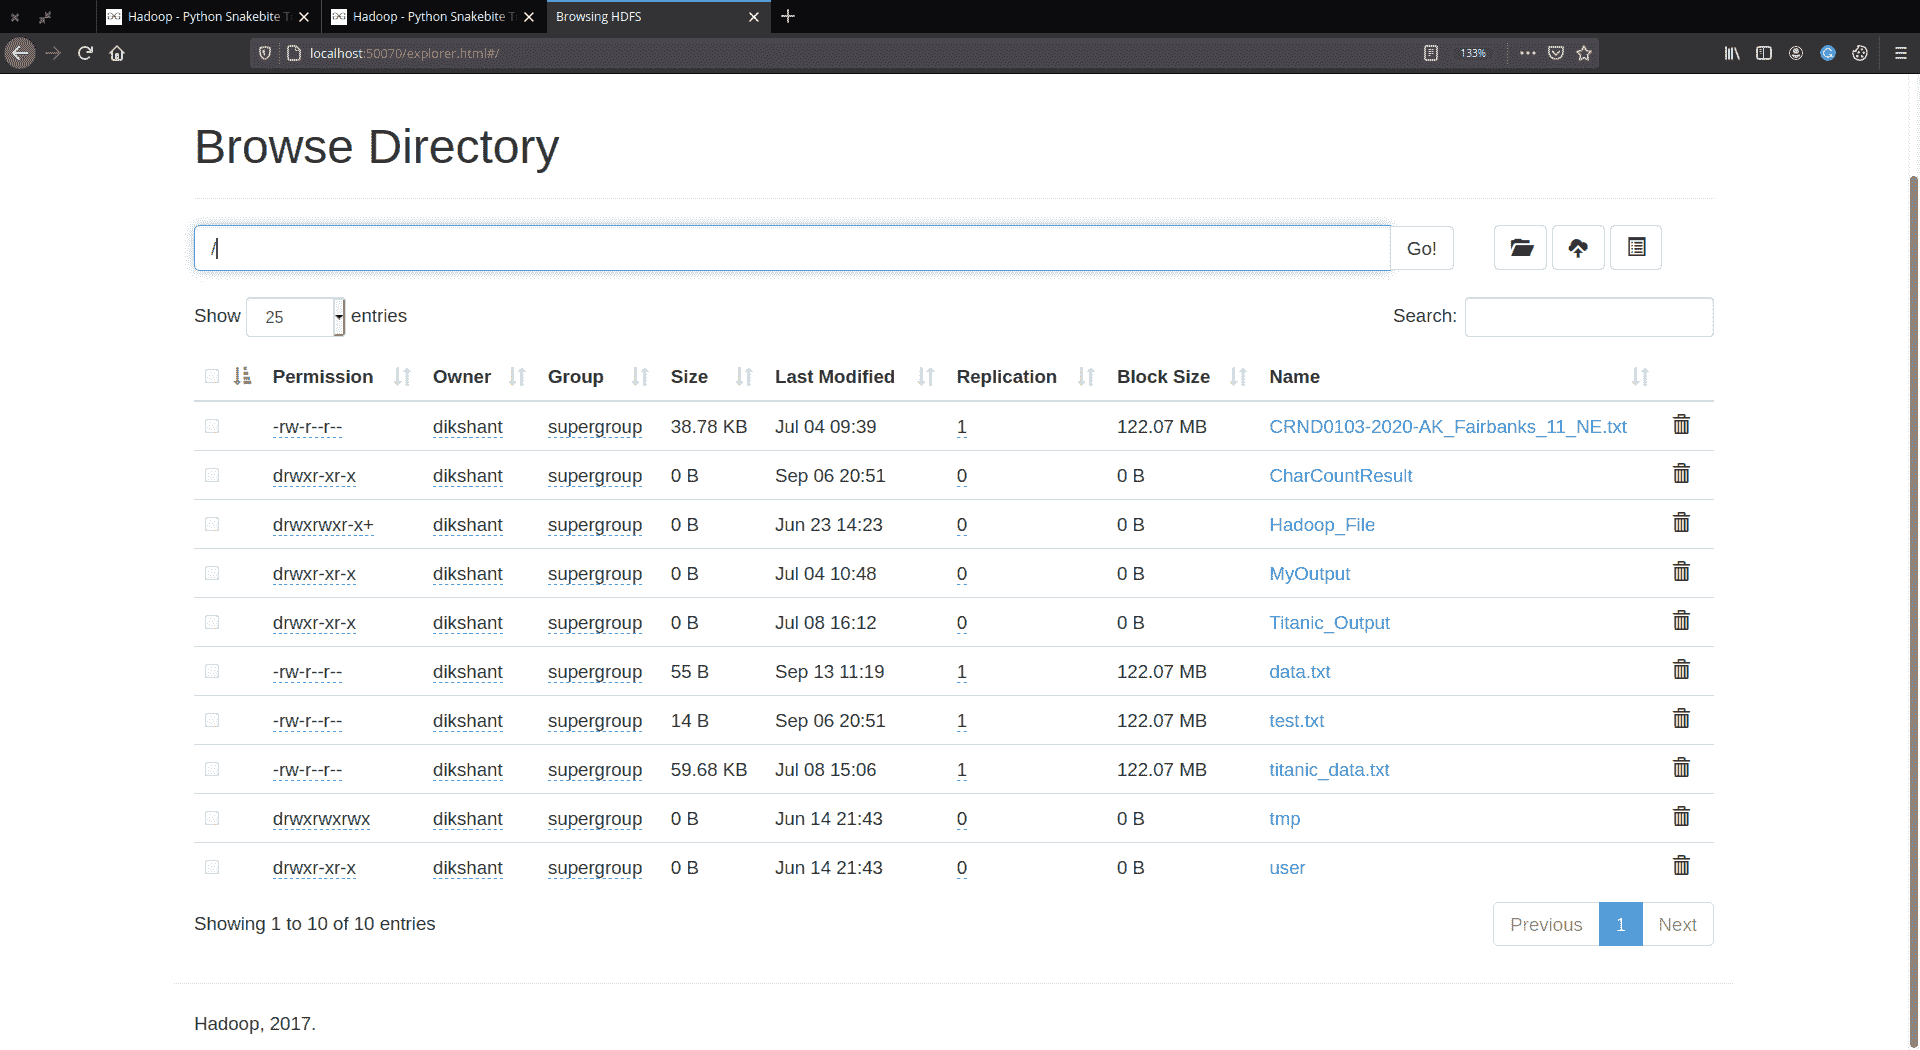 Hadoop - Python Snakebite T
Hadoop - Python Snakebite T
Browsing HDFS
localhost:50070/explorer.html#/
133%
Browse Directory
/
Go!
Show 25 entries
Search:
Permission Owner Group Size Last Modified Replication Block Size Name
-rw-r--r-- dikshant supergroup 38.78 KB Jul 04 09:39 1 122.07 MB CRND0103-2020-AK_Fairbanks_11_NE.txt
drwxr-xr-x dikshant supergroup 0 B Sep 06 20:51 0 0 B CharCountResult
drwxrwxr-x+ dikshant supergroup 0 B Jun 23 14:23 0 0 B Hadoop_File
drwxr-xr-x dikshant supergroup 0 B Jul 04 10:48 0 0 B MyOutput
drwxr-xr-x dikshant supergroup 0 B Jul 08 16:12 0 0 B Titanic_Output
-rw-r--r-- dikshant supergroup 55 B Sep 13 11:19 1 122.07 MB data.txt
-rw-r--r-- dikshant supergroup 14 B Sep 06 20:51 1 122.07 MB test.txt
-rw-r--r-- dikshant supergroup 59.68 KB Jul 08 15:06 1 122.07 MB titanic_data.txt
drwxrwxrwx dikshant supergroup 0 B Jun 14 21:43 0 0 B tmp
drwxr-xr-x dikshant supergroup 0 B Jun 14 21:43 0 0 B user
Showing 1 to 10 of 10 entries
Previous 1 Next
Hadoop, 2017.